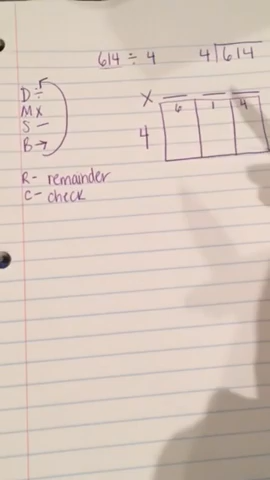 614 ÷ 4    4 ⟌614
D ÷
M x
S –
B →
R- remainder
C- check
X
6 1 4
4